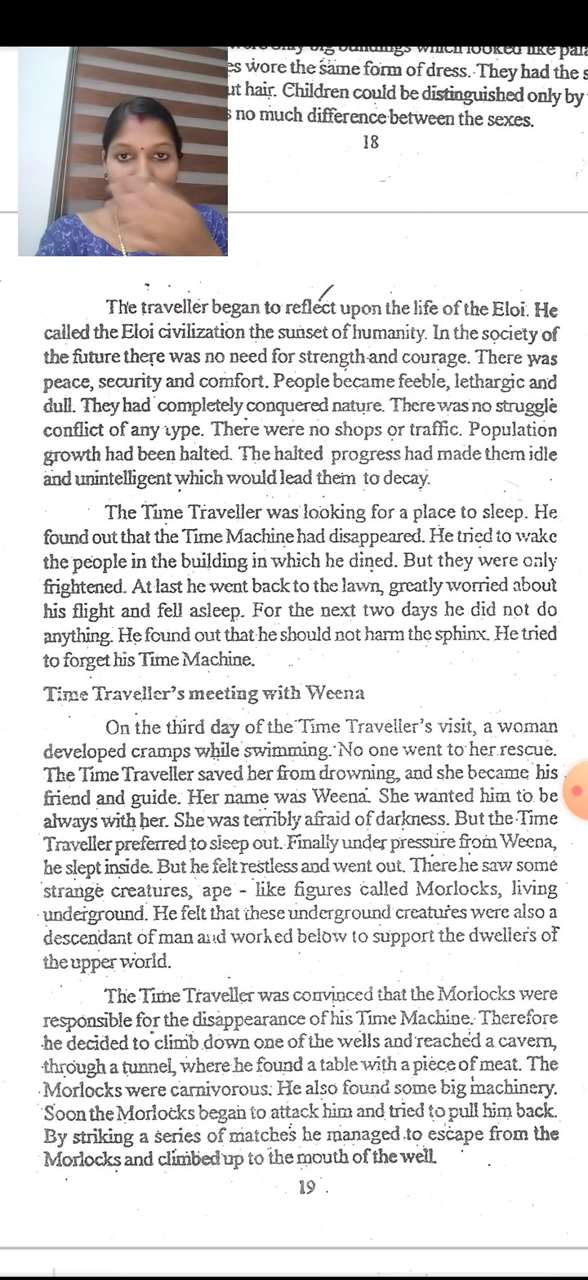 es wore the same form of dress. They had the s
ut hair. Children could be distinguished only by
s no much difference between the sexes.
18
The traveller began to reflect upon the life of the Eloi. He
called the Eloi civilization the sunset of humanity. In the society of
the future there was no need for strength and courage. There was
peace, security and comfort. People became feeble, lethargic and
dull. They had completely conquered nature. There was no struggle
conflict of any type. There were no shops or traffic. Population
growth had been halted. The halted progress had made them idle
and unintelligent which would lead them to decay.
The Time Traveller was looking for a place to sleep. He
found out that the Time Machine had disappeared. He tried to wake
the people in the building in which he dined. But they were only
frightened. At last he went back to the lawn, greatly worried about
his flight and fell asleep. For the next two days he did not do
anything. He found out that he should not harm the sphinx. He tried
to forget his Time Machine.
Time Traveller's meeting with Weena
On the third day of the Time Traveller's visit, a woman
developed cramps while swimming. No one went to her rescue.
The Time Traveller saved her from drowning, and she became his
friend and guide. Her name was Weena. She wanted him to be
always with her. She was terribly afraid of darkness. But the Time
Traveller preferred to sleep out. Finally under pressure from Weena,
he slept inside. But he felt restless and went out. There he saw some
strange creatures, ape - like figures called Morlocks, living
underground. He felt that these underground creatures were also a
descendant of man and worked below to support the dwellers of
the upper world.
The Time Traveller was convinced that the Morlocks were
responsible for the disappearance of his Time Machine. Therefore
he decided to climb down one of the wells and reached a cavern,
through a tunnel, where he found a table with a piece of meat. The
Morlocks were carnivorous. He also found some big machinery.
Soon the Morlocks began to attack him and tried to pull him back.
By striking a series of matches he managed to escape from the
Morlocks and climbed up to the mouth of the well.
19